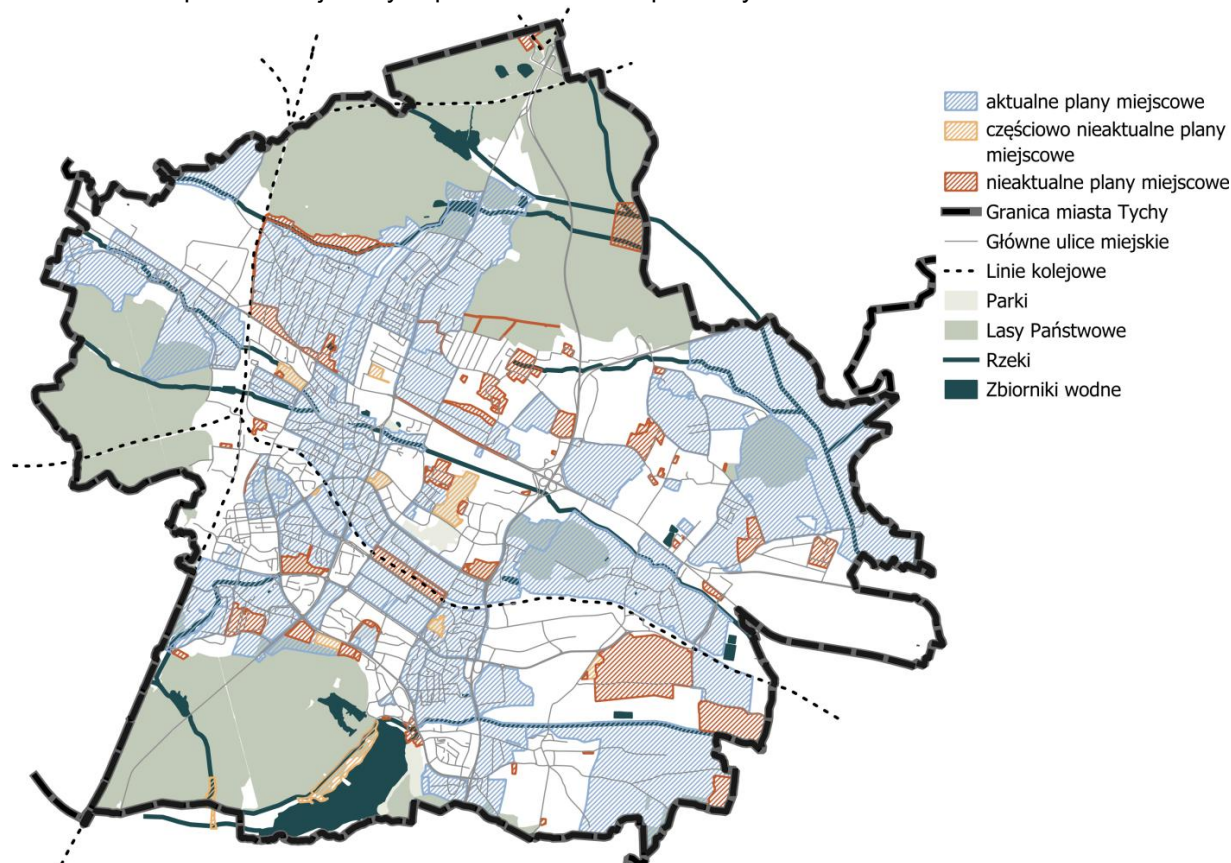 aktualne plany miejscowe
częściowo nieaktualne plany
miejscowe
nieaktualne plany miejscowe
Granica miasta Tychy
Główne ulice miejskie
Linie kolejowe
Parki
Lasy Państwowe
Rzeki
Zbiorniki wodne